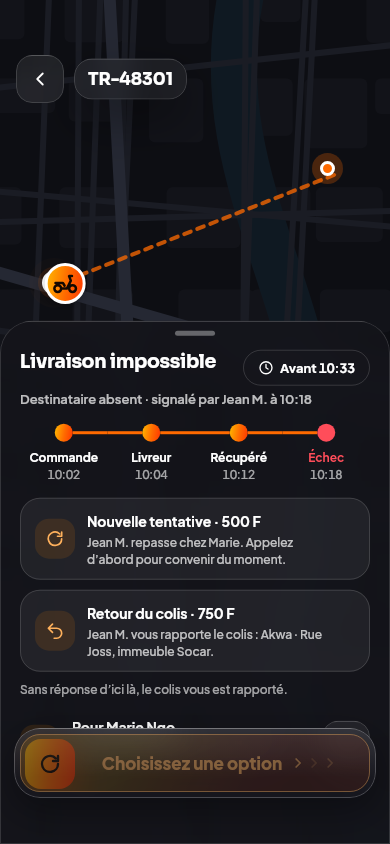 TR-48301
Livraison impossible
Avant 10:33
Destinataire absent · signalé par Jean M. à 10:18
Commande Livreur Récupéré Échec
10:02 10:04 10:12 10:18
Nouvelle tentative · 500 F
Jean M. repasse chez Marie. Appelez
d’abord pour convenir du moment.
Retour du colis · 750 F
Jean M. vous rapporte le colis : Akwa · Rue
Joss, immeuble Socar.
Sans réponse d’ici là, le colis vous est rapporté.
Pour Marie Ngo
Choisissez une option